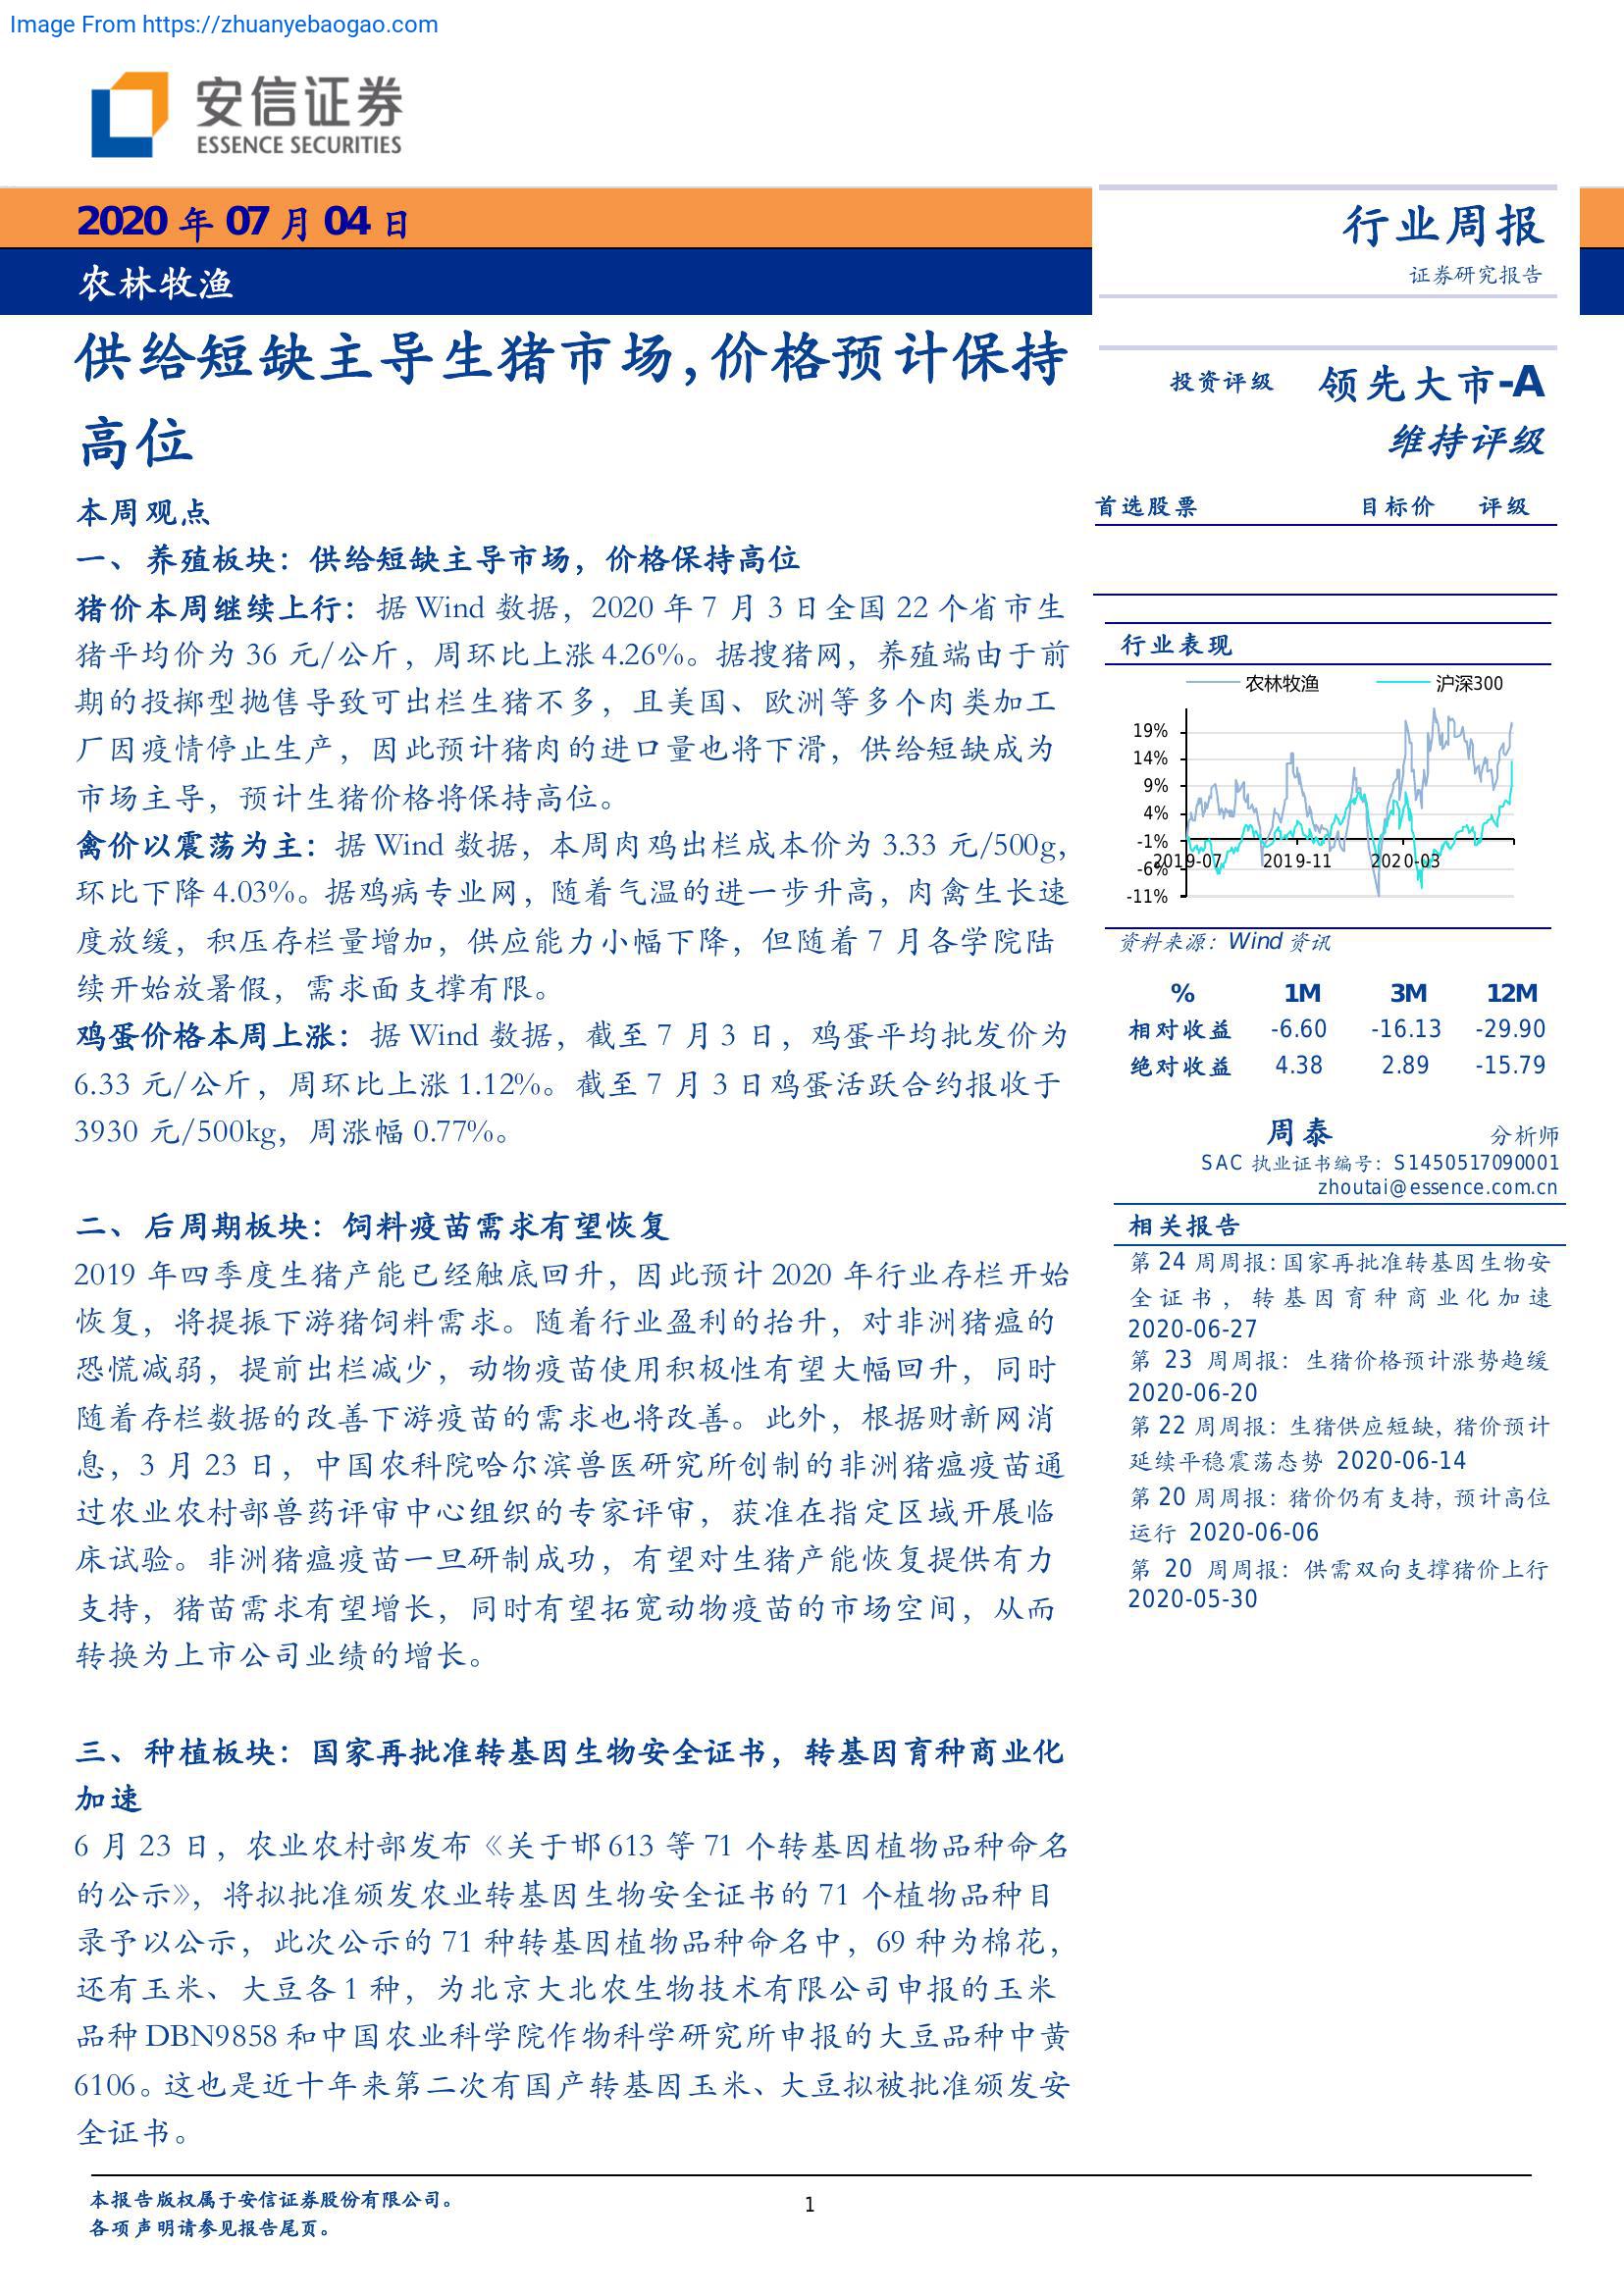 Image From https://zhuanyebaogao.com
安信证券
ESSENCE SECURITIES
2020 年 07 月 04 日
农林牧渔
行业周报
证券研究报告
供给短缺主导生猪市场,价格预计保持
高位
本周观点
一、 养殖板块：供给短缺主导市场，价格保持高位
猪价本周继续上行：据 Wind 数据，2020 年 7 月 3 日全国 22 个省市生
猪平均价为 36 元/公斤，周环比上涨 4.26%。据搜猪网，养殖端由于前
期的投掷型抛售导致可出栏生猪不多，且美国、欧洲等多个肉类加工
厂因疫情停止生产，因此预计猪肉的进口量也将下滑，供给短缺成为
市场主导，预计生猪价格将保持高位。
禽价以震荡为主：据 Wind 数据，本周肉鸡出栏成本价为 3.33 元/500g，
环比下降 4.03%。据鸡病专业网，随着气温的进一步升高，肉禽生长速
度放缓，积压存栏量增加，供应能力小幅下降，但随着 7 月各学院陆
续开始放暑假，需求面支撑有限。
鸡蛋价格本周上涨：据 Wind 数据，截至 7 月 3 日，鸡蛋平均批发价为
6.33 元/公斤，周环比上涨 1.12%。截至 7 月 3 日鸡蛋活跃合约报收于
3930 元/500kg，周涨幅 0.77%。
二、后周期板块：饲料疫苗需求有望恢复
2019 年四季度生猪产能已经触底回升，因此预计 2020 年行业存栏开始
恢复，将提振下游猪饲料需求。随着行业盈利的抬升，对非洲猪瘟的
恐慌减弱，提前出栏减少，动物疫苗使用积极性有望大幅回升，同时
随着存栏数据的改善下游疫苗的需求也将改善。此外，根据财新网消
息，3 月 23 日，中国农科院哈尔滨兽医研究所创制的非洲猪瘟疫苗通
过农业农村部兽药评审中心组织的专家评审，获准在指定区域开展临
床试验。非洲猪瘟疫苗一旦研制成功，有望对生猪产能恢复提供有力
支持，猪苗需求有望增长，同时有望拓宽动物疫苗的市场空间，从而
转换为上市公司业绩的增长。
三、种植板块：国家再批准转基因生物安全证书，转基因育种商业化
加速
6 月 23 日，农业农村部发布《关于邯613 等 71 个转基因植物品种命名
的公示》，将拟批准颁发农业转基因生物安全证书的 71 个植物品种目
录予以公示，此次公示的 71 种转基因植物品种命名中，69 种为棉花，
还有玉米、大豆各 1 种，为北京大北农生物技术有限公司申报的玉米
品种 DBN9858 和中国农业科学院作物科学研究所申报的大豆品种中黄
6106。这也是近十年来第二次有国产转基因玉米、大豆拟被批准颁发安
全证书。
投资评级 领先大市-A
维持评级
首选股票 目标价 评级
行业表现
农林牧渔 沪深300
19%
14%
9%
4%
-1%
2019-07 2019-11 2020-03
-6%
-11%
资料来源：Wind 资讯
% 1M 3M 12M
相对收益 -6.60 -16.13 -29.90
绝对收益 4.38 2.89 -15.79
周泰 分析师
SAC 执业证书编号：S1450517090001
zhoutai@essence.com.cn
相关报告
第 24 周周报：国家再批准转基因生物安
全证书，转基因育种商业化加速
2020-06-27
第 23 周周报：生猪价格预计涨势趋缓
2020-06-20
第 22 周周报：生猪供应短缺，猪价预计
延续平稳震荡态势 2020-06-14
第 20 周周报：猪价仍有支持，预计高位
运行 2020-06-06
第 20 周周报：供需双向支撑猪价上行
2020-05-30
本报告版权属于安信证券股份有限公司。
各项声明请参见报告尾页。
1